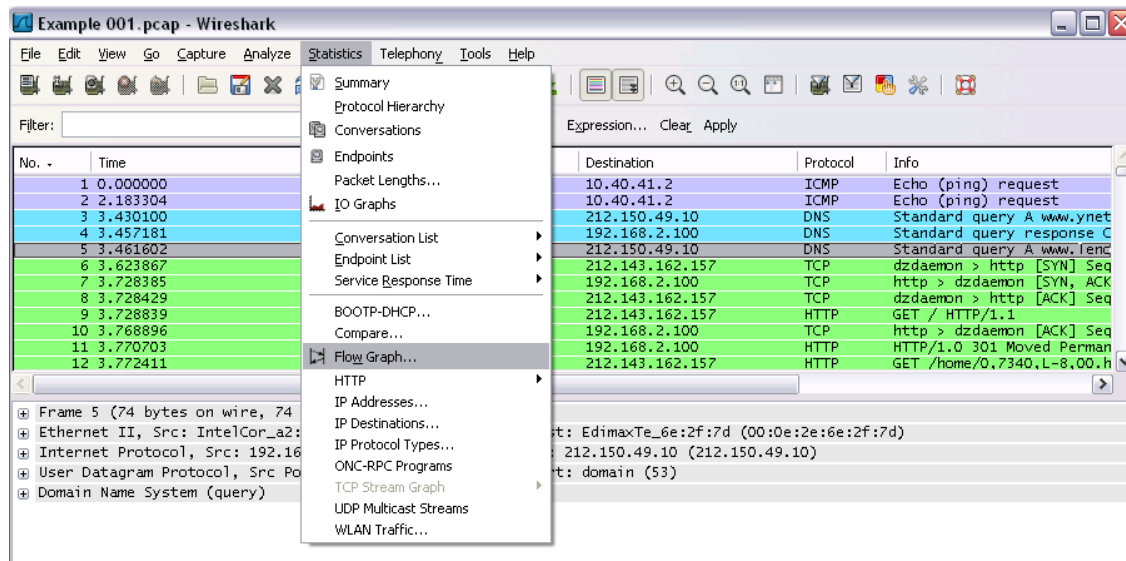 Example 001.pcap - Wireshark
File Edit View Go Capture Analyze Statistics Telephony Tools Help
Filter: Expression... Clear Apply
No. Time Destination Protocol Info
1 0.000000 10.40.41.2 ICMP Echo (ping) request
2 2.183304 10.40.41.2 ICMP Echo (ping) request
3 3.430100 212.150.49.10 DNS Standard query A www.ynet
4 3.457181 192.168.2.100 DNS Standard query response C
5 3.461602 212.150.49.10 DNS Standard query A
6 3.623867 212.143.162.157 TCP dzdaemon > http [SYN] Seq
7 3.728385 192.168.2.100 TCP http > dzdaemon [SYN, ACK
8 3.728429 212.143.162.157 TCP dzdaemon > http [ACK] Seq
9 3.728839 212.143.162.157 HTTP GET / HTTP/1.1
10 3.768896 192.168.2.100 TCP http > dzdaemon [ACK] Seq
11 3.770703 192.168.2.100 HTTP HTTP/1.0 301 Moved Perman
12 3.772411 212.143.162.157 HTTP GET /home/0,7340,L-8,00.h
Summary
Protocol Hierarchy
Conversations
Endpoints
Packet Lengths...
IO Graphs
Conversation List
Endpoint List
Service Response Time
BOOTP-DHCP...
Compare...
Flow Graph...
HTTP
IP Addresses...
IP Destinations...
IP Protocol Types...
ONC-RPC Programs
TCP Stream Graph
UDP Multicast Streams
WLAN Traffic...
Frame 5 (74 bytes on wire, 74
Ethernet II, Src: IntelCor_a2: st: EdimaxTe_6e:2f:7d (00:0e:2e:6e:2f:7d)
Internet Protocol, Src: 192.16 : 212.150.49.10 (212.150.49.10)
User Datagram Protocol, Src Po t: domain (53)
Domain Name System (query)